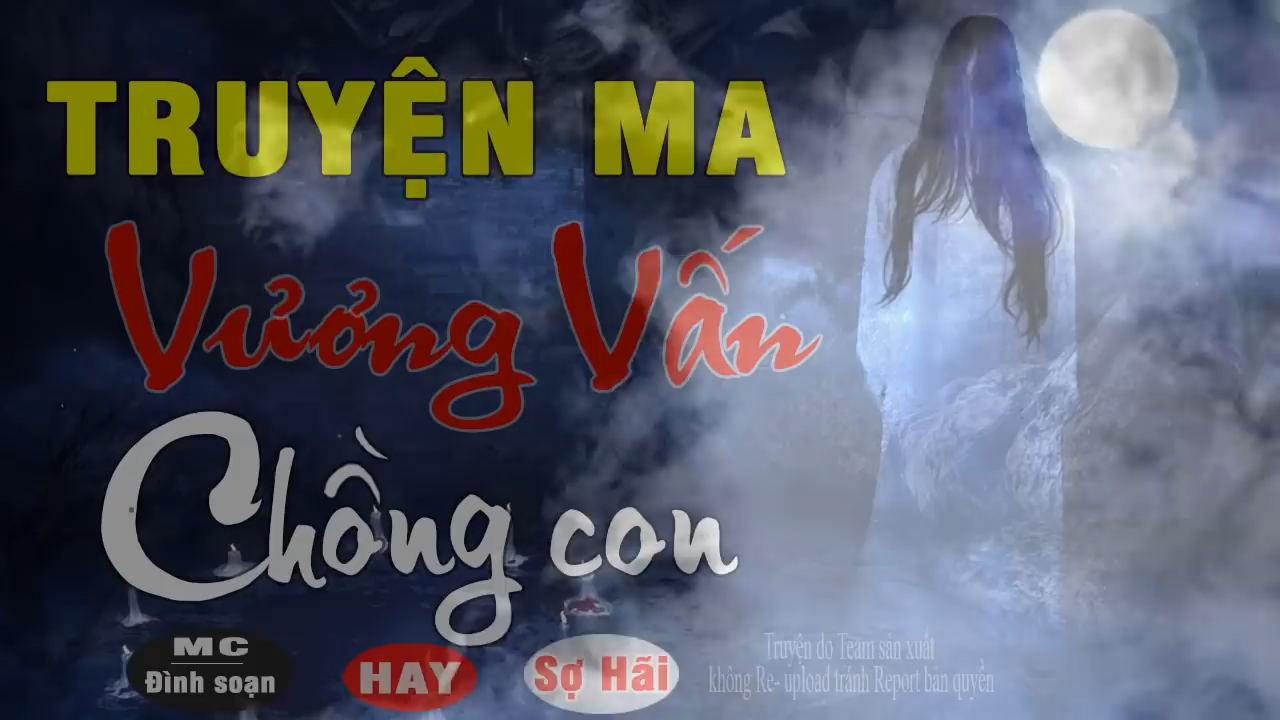 TRUYỆN MA
Vưởng Vấn
Chồng con
MC
Đình soạn
HAY
Sợ Hãi
Truyện do Team sản xuất
không Re- upload tránh Report bản quyền